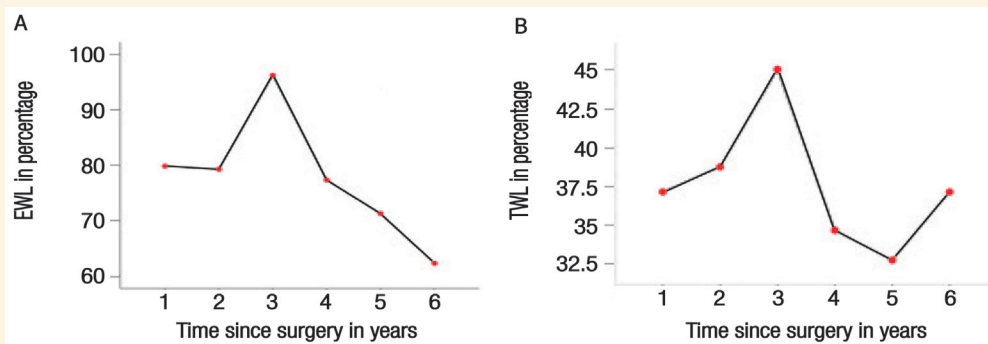 A
EWL in percentage
100
90
80
70
60
1 2 3 4 5 6
Time since surgery in years
B
TWL in percentage
45
42.5
40
37.5
35
32.5
1 2 3 4 5 6
Time since surgery in years